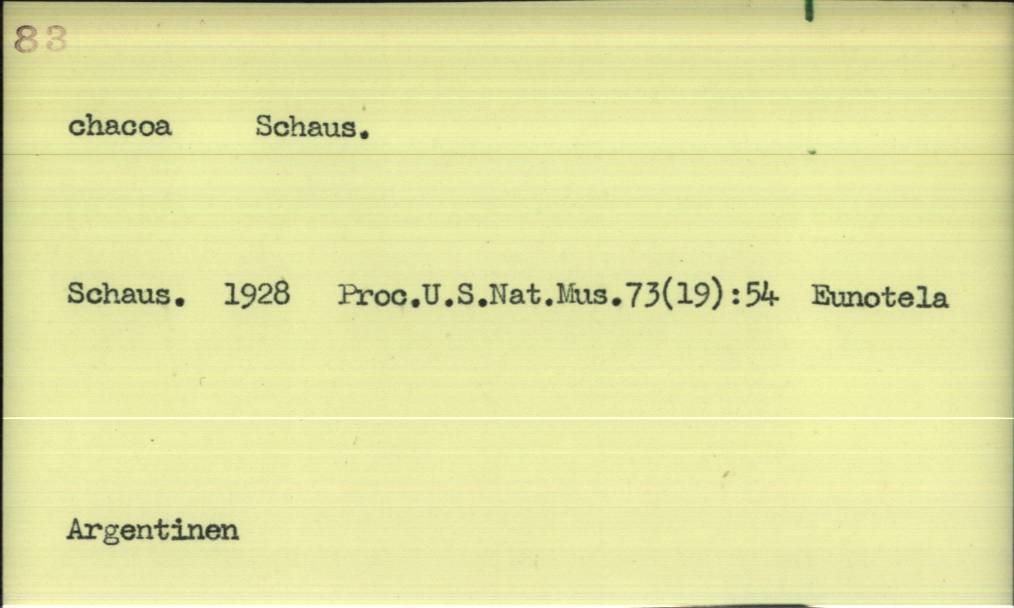 83
chacoa Schaus.
Schaus. 1928 Proc.U.S.Nat.Mus.73(19):54 Eunotela
Argentinen